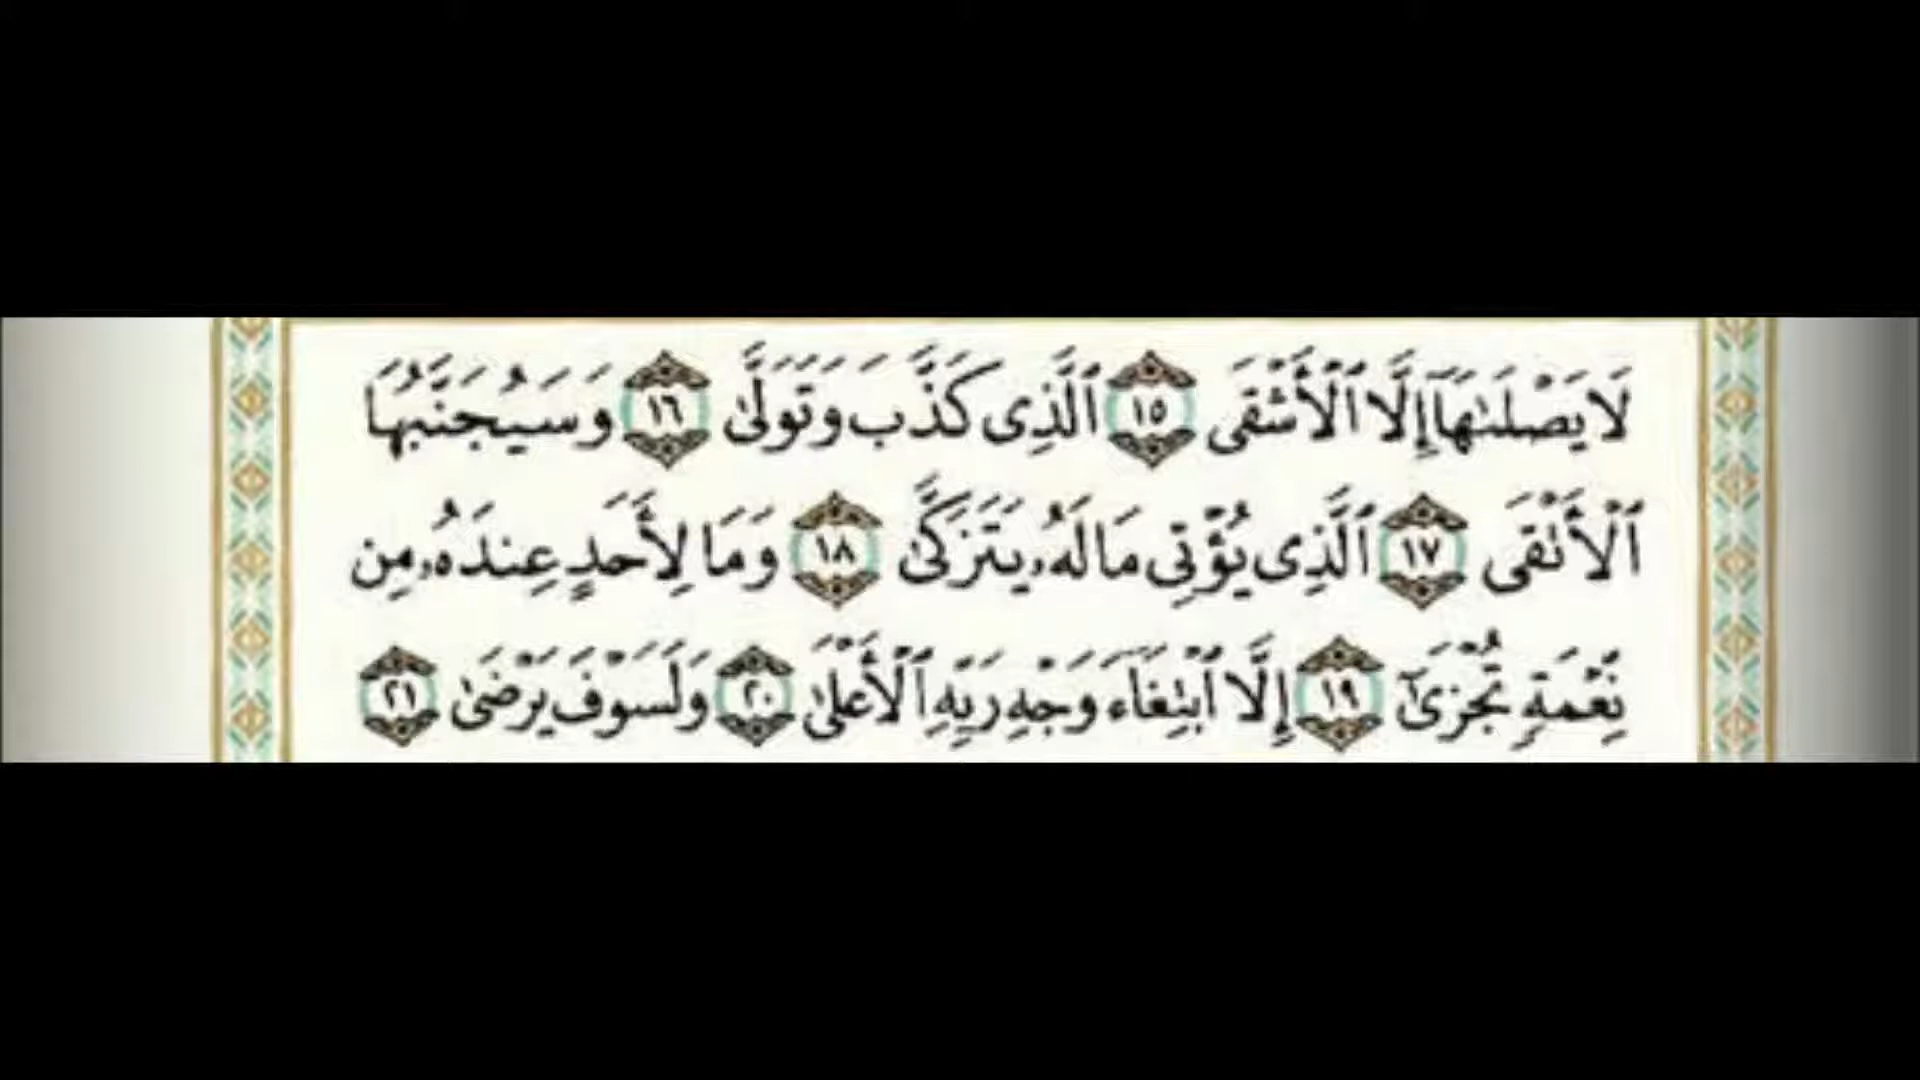 لَا يَصْلَىٰهَآ إِلَّا ٱلْأَشْقَى ١٥ ٱلَّذِى كَذَّبَ وَتَوَلَّىٰ ١٦ وَسَيُجَنَّبُهَا
ٱلْأَتْقَى ١٧ ٱلَّذِى يُؤْتِى مَالَهُۥ يَتَزَكَّىٰ ١٨ وَمَا لِأَحَدٍ عِندَهُۥ مِن
نِّعْمَةٍ تُجْزَىٰٓ ١٩ إِلَّا ٱبْتِغَآءَ وَجْهِ رَبِّهِ ٱلْأَعْلَىٰ ٢٠ وَلَسَوْفَ يَرْضَىٰ ٢١